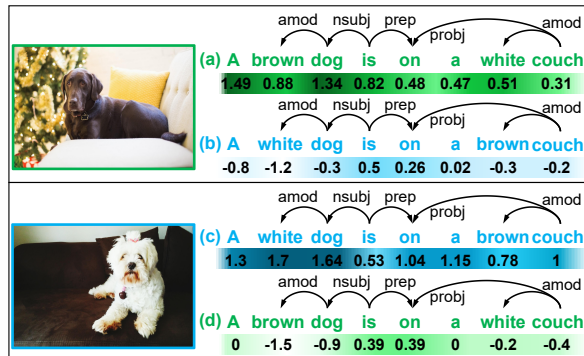 amod nsubj prep probj amod
(a) A brown dog is on a white couch
1.49 0.88 1.34 0.82 0.48 0.47 0.51 0.31
amod nsubj prep probj amod
(b) A white dog is on a brown couch
-0.8 -1.2 -0.3 0.5 0.26 0.02 -0.3 -0.2
amod nsubj prep probj amod
(c) A white dog is on a brown couch
1.3 1.7 1.64 0.53 1.04 1.15 0.78 1
amod nsubj prep probj amod
(d) A brown dog is on a white couch
0 -1.5 -0.9 0.39 0.39 0 -0.2 -0.4